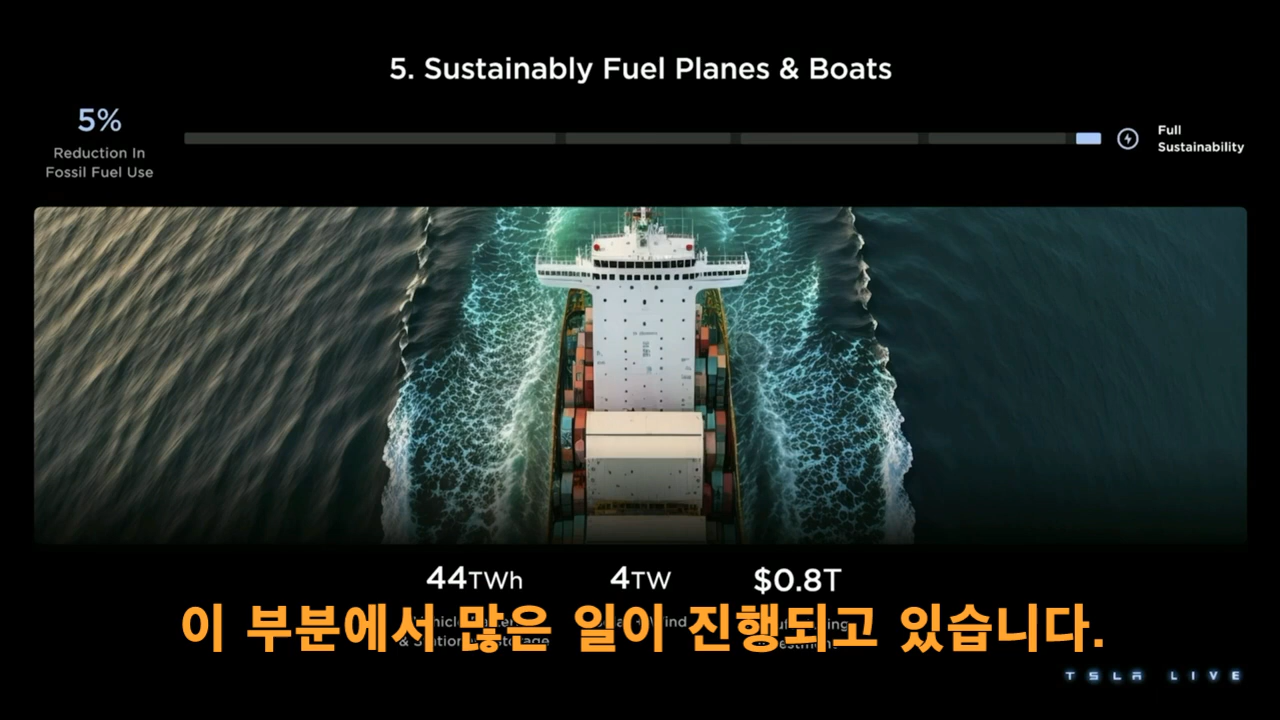 5. Sustainably Fuel Planes & Boats
5%
Reduction In
Fossil Fuel Use
Full
Sustainability
44TWh
4TW
$0.8T
이 부분에서 많은 일이 진행되고 있습니다.
TSLA LIVE